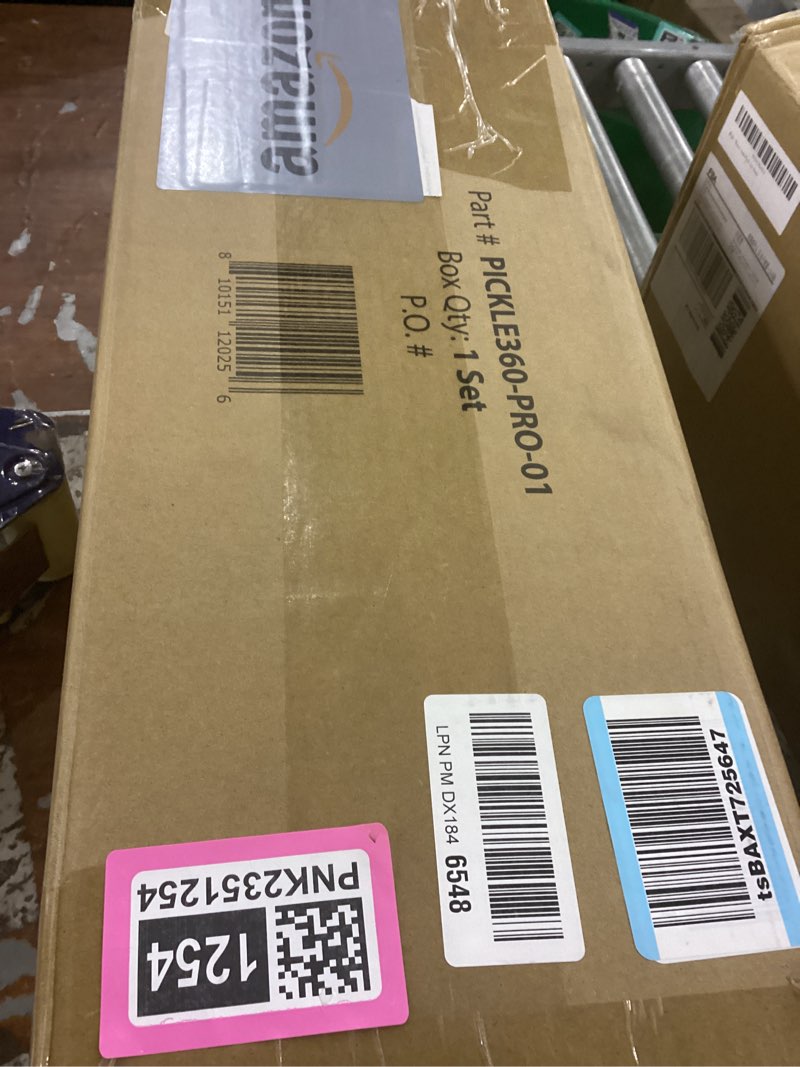 amazon
Part # PICKLE360-PRO-01
Box Qty: 1 Set
P.O. #
8 10151 12025 6
LPN PM DX184 6548
tsBAXT725647
PNK2351254
1254